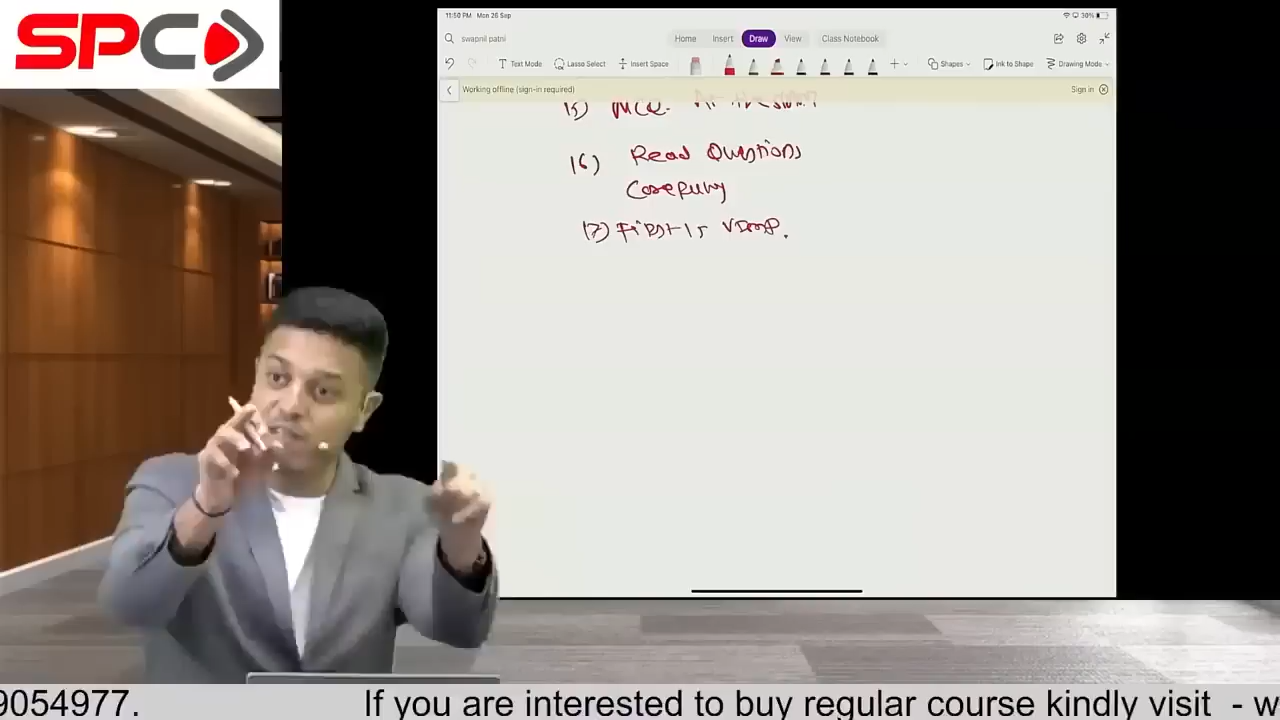 SPC
11:50 PM Mon 26 Sep
30%
swapnil patni
Home Insert Draw View Class Notebook
Text Mode Lasso Select Insert Space Shapes Ink to Shape Drawing Mode
Working offline (sign-in required) Sign in
15) MCQ.
16) Read Questions
Carefully
17) First is
9054977. If you are interested to buy regular course kindly visit - w